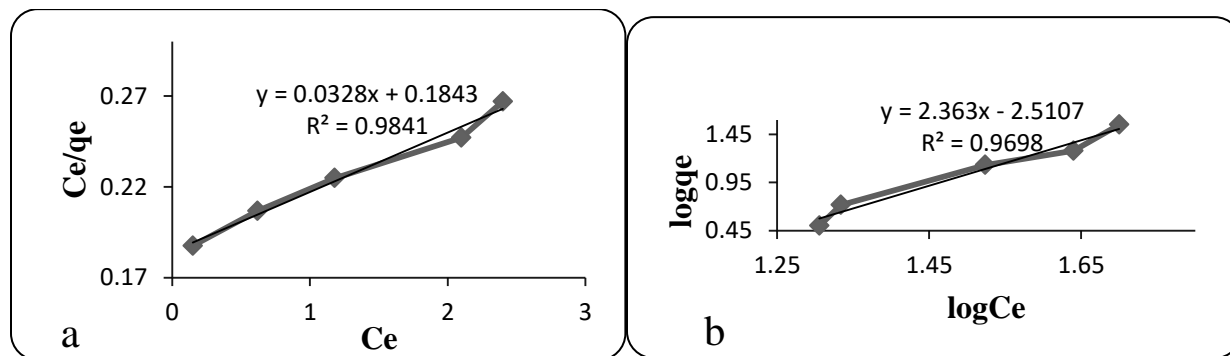 Ce/qe
0.27
0.22
0.17
y = 0.0328x + 0.1843
R² = 0.9841
0
1
2
3
Ce
a
logqe
1.45
0.95
0.45
y = 2.363x - 2.5107
R² = 0.9698
1.25
1.45
1.65
logCe
b